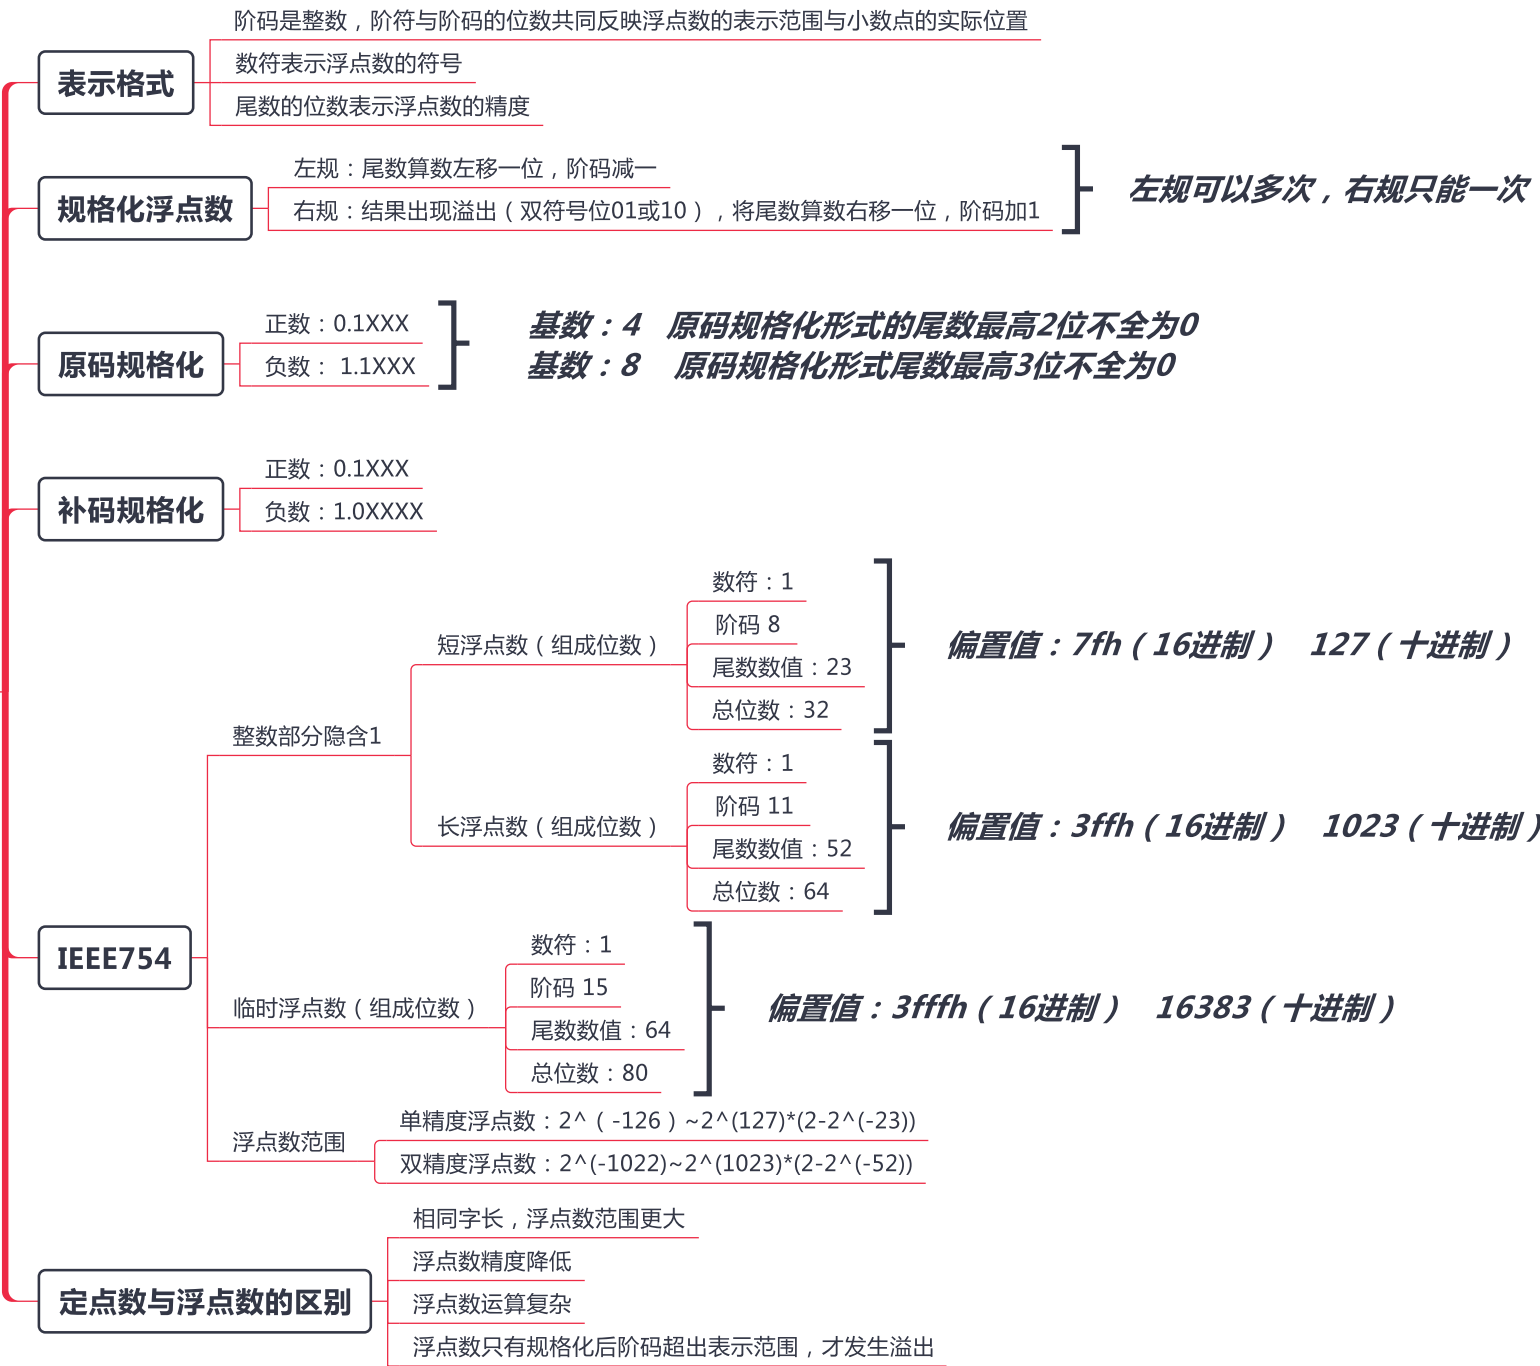 表示格式
阶码是整数，阶符与阶码的位数共同反映浮点数的表示范围与小数点的实际位置
数符表示浮点数的符号
尾数的位数表示浮点数的精度
规格化浮点数
左规：尾数算数左移一位，阶码减一
右规：结果出现溢出（双符号位01或10），将尾数算数右移一位，阶码加1
左规可以多次，右规只能一次
原码规格化
正数：0.1XXX
负数： 1.1XXX
基数：4 原码规格化形式的尾数最高2位不全为0
基数：8 原码规格化形式尾数最高3位不全为0
补码规格化
正数：0.1XXX
负数：1.0XXXX
IEEE754
整数部分隐含1
短浮点数（组成位数）
数符：1
阶码 8
尾数数值：23
总位数：32
偏置值：7fh（16进制） 127（十进制）
长浮点数（组成位数）
数符：1
阶码 11
尾数数值：52
总位数：64
偏置值：3ffh（16进制） 1023（十进制）
临时浮点数（组成位数）
数符：1
阶码 15
尾数数值：64
总位数：80
偏置值：3fffh（16进制） 16383（十进制）
浮点数范围
单精度浮点数：2^（-126）~2^(127)*(2-2^(-23))
双精度浮点数：2^(-1022)~2^(1023)*(2-2^(-52))
定点数与浮点数的区别
相同字长，浮点数范围更大
浮点数精度降低
浮点数运算复杂
浮点数只有规格化后阶码超出表示范围，才发生溢出